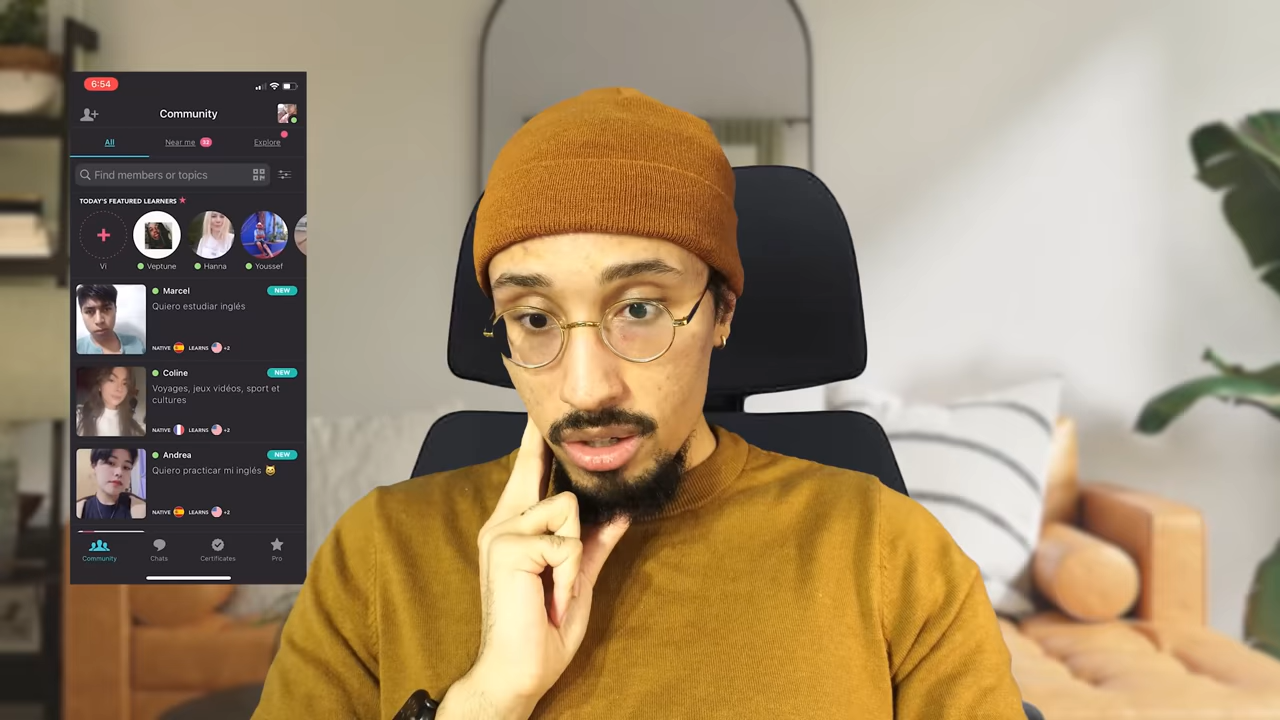 6:54
Community
All
Near me 32
Explore
Find members or topics
TODAY'S FEATURED LEARNERS
Vi
Veptune
Hanna
Youssef
Marcel
NEW
Quiero estudiar inglés
NATIVE LEARNS +2
Coline
NEW
Voyages, jeux vidéos, sport et
cultures
NATIVE LEARNS +2
Andrea
NEW
Quiero practicar mi inglés 😸
NATIVE LEARNS +2
Community
Chats
Certificates
Pro